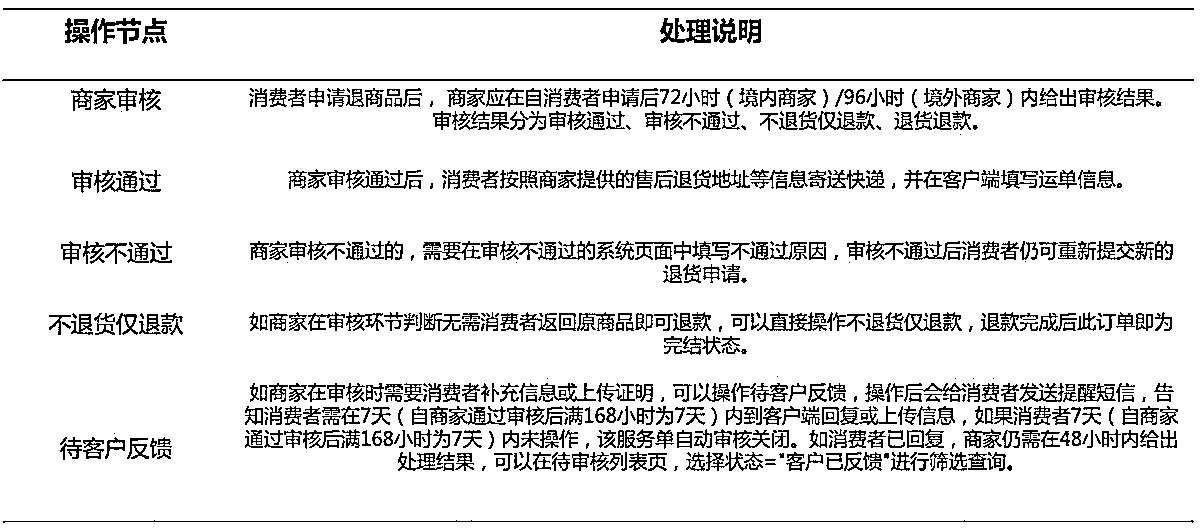 操作节点 处理说明
商家审核 消费者申请退商品后，商家应在自消费者申请后72小时（境内商家）/96小时（境外商家）内给出审核结果。
审核结果分为审核通过、审核不通过、不退货仅退款、退货退款。
审核通过 商家审核通过后，消费者按照商家提供的售后退货地址等信息寄送快递，并在客户端填写运单信息。
审核不通过 商家审核不通过的，需要在审核不通过的系统页面中填写不通过原因，审核不通过后消费者仍可重新提交新的
退货申请。
不退货仅退款 如商家在审核环节判断无需消费者返回原商品即可退款，可以直接操作不退货仅退款，退款完成后此订单即为
完结状态。
如商家在审核时需要消费者补充信息或上传证明，可以操作待客户反馈，操作后会给消费者发送提醒短信，告
知消费者需在7天（自商家通过审核后满168小时为7天）内到客户端回复或上传信息，如果消费者7天（自商家
待客户反馈 通过审核后满168小时为7天）内未操作，该服务单自动审核关闭。如消费者已回复，商家仍需在48小时内给出
处理结果，可以在待审核列表页，选择状态="客户已反馈"进行筛选查询。